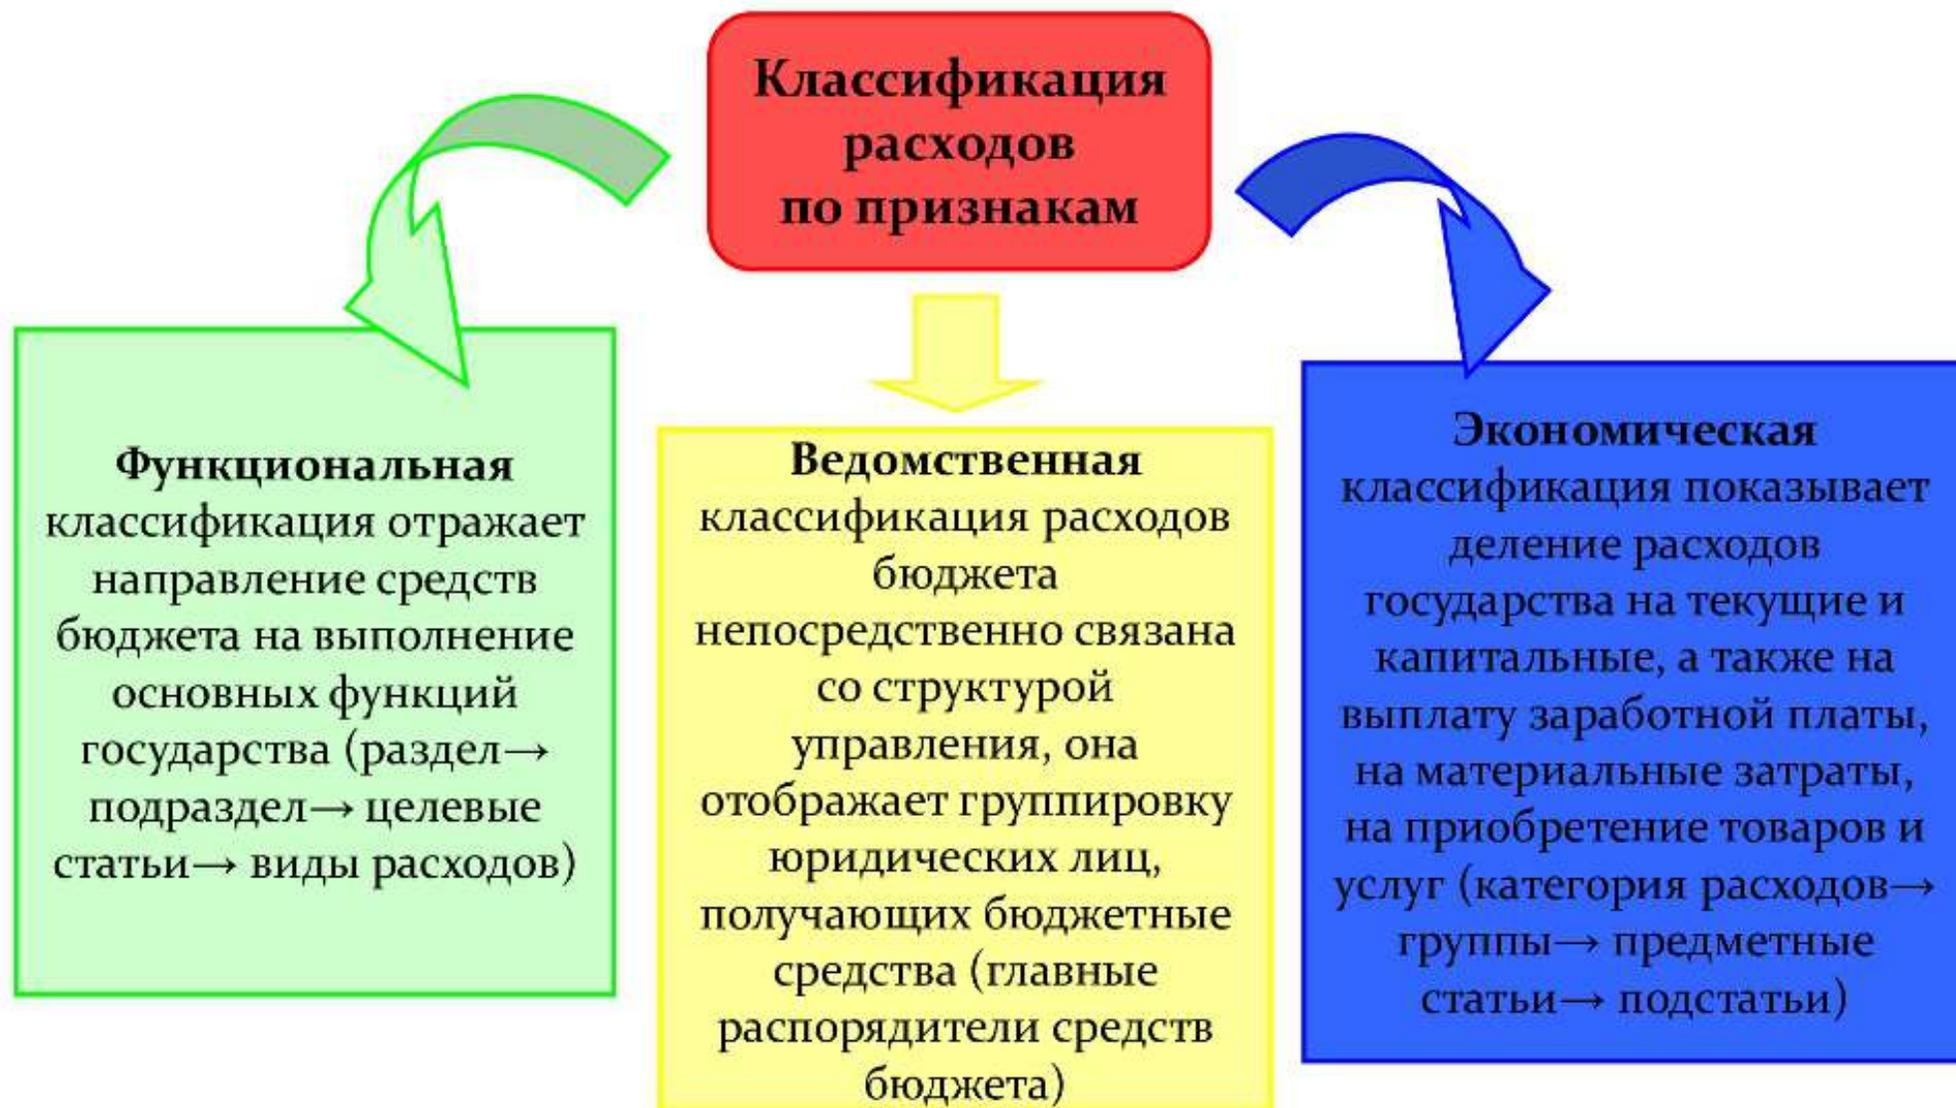 Классификация
расходов
по признакам
Функциональная
классификация отражает
направление средств
бюджета на выполнение
основных функций
государства (раздел→
подраздел→ целевые
статьи→ виды расходов)
Ведомственная
классификация расходов
бюджета
непосредственно связана
со структурой
управления, она
отображает группировку
юридических лиц,
получающих бюджетные
средства (главные
распорядители средств
бюджета)
Экономическая
классификация показывает
деление расходов
государства на текущие и
капитальные, а также на
выплату заработной платы,
на материальные затраты,
на приобретение товаров и
услуг (категория расходов→
группы→ предметные
статьи→ подстатьи)